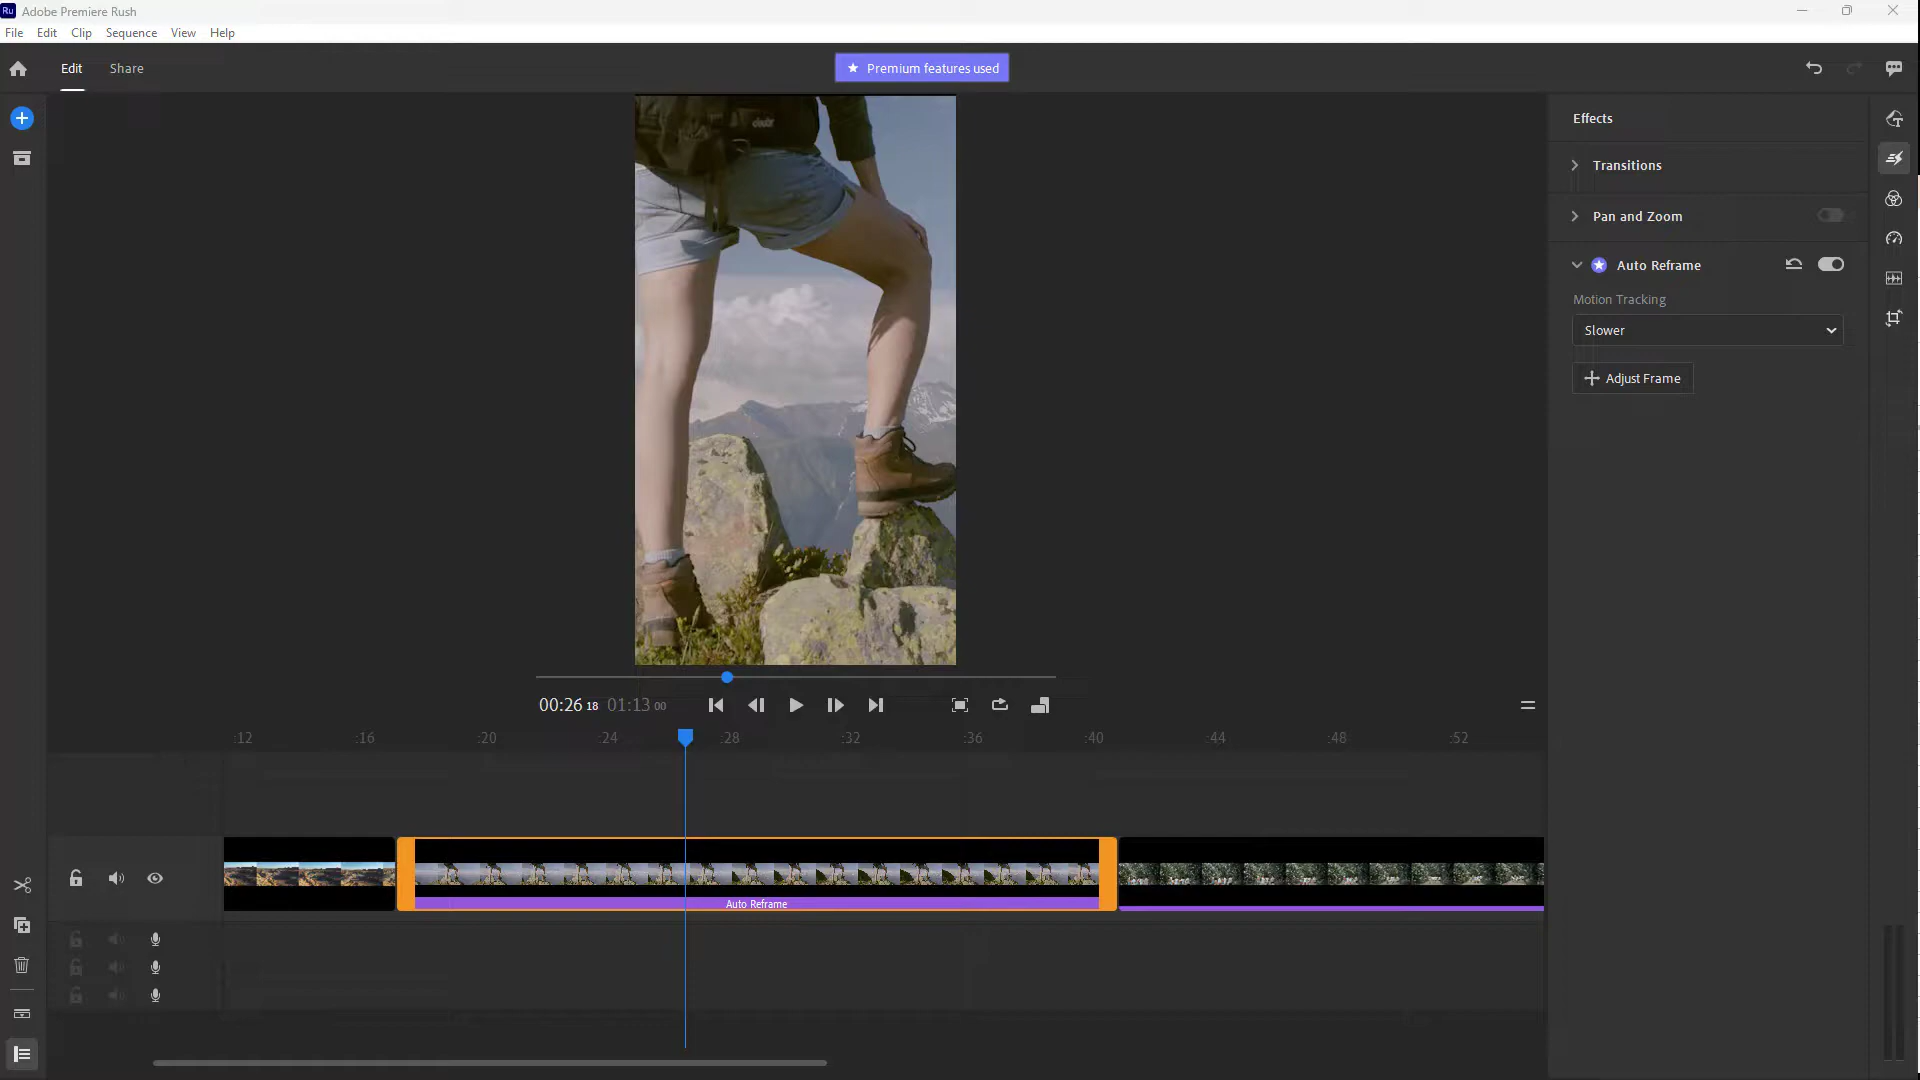 Ru Adobe Premiere Rush
File Edit Clip Sequence View Help
Edit Share
Premium features used
Effects
Transitions
Pan and Zoom
Auto Reframe
Motion Tracking
Slower
Adjust Frame
00:26 18 01:13 00
:12 :16 :20 :24 :28 :32 :36 :40 :44 :48 :52
Auto Reframe